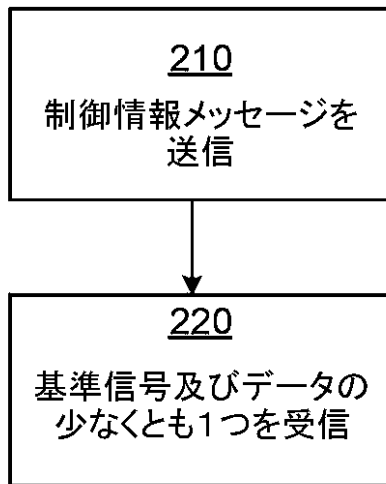 210
制御情報メッセージを
送信
220
基準信号及びデータの
少なくとも１つを受信